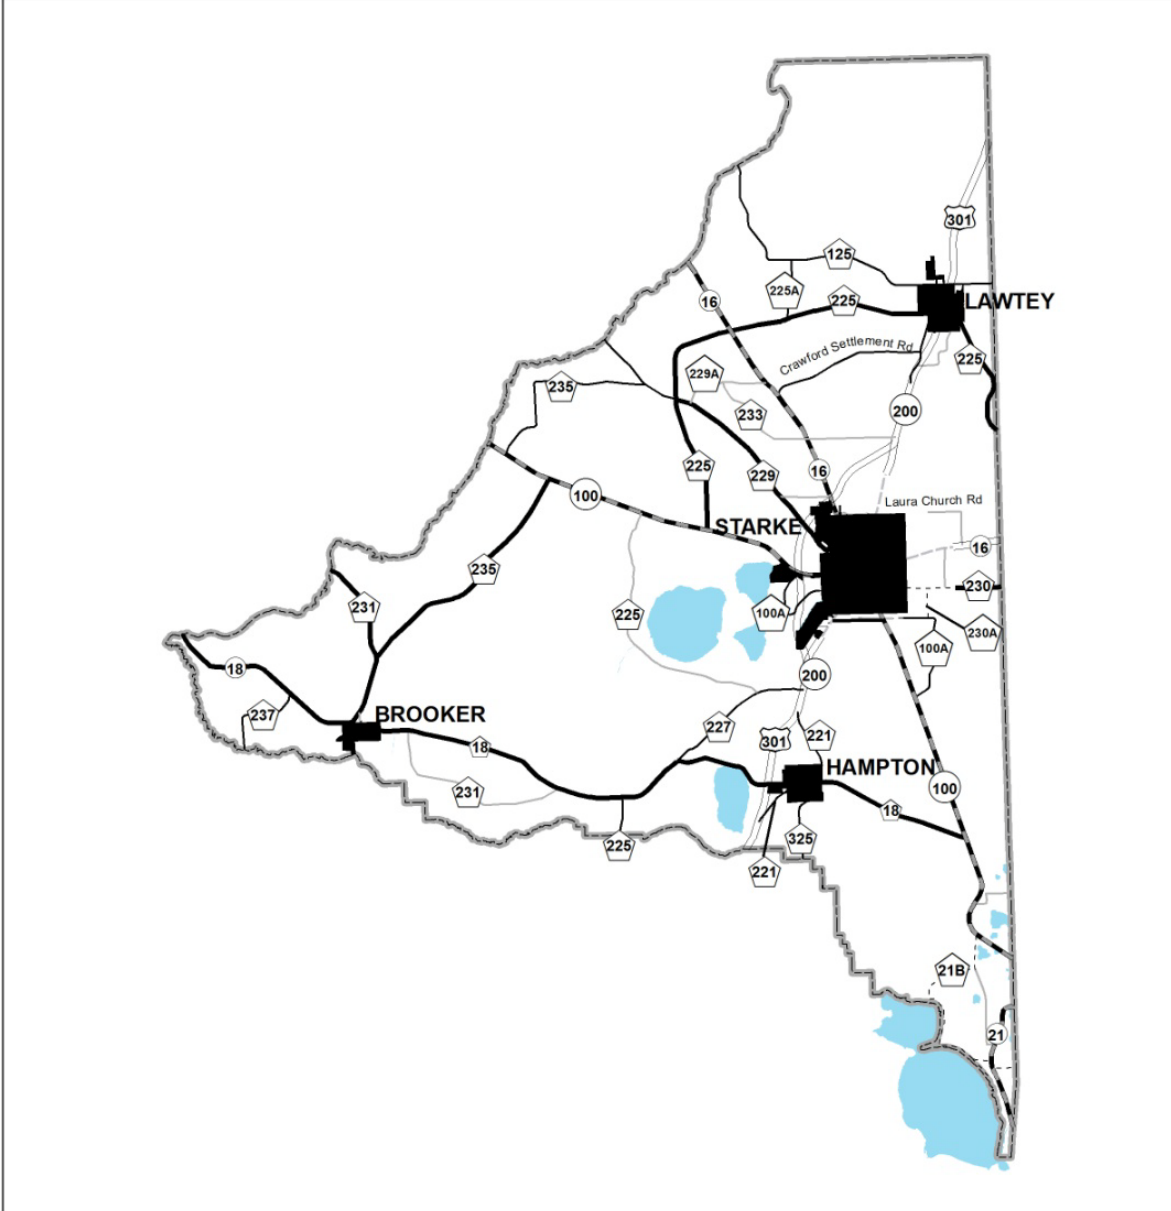 301
125
LAWTEY
225A
16
225
Crawford Settlement Rd
225
229A
235
233
200
225
229
16
100
Laura Church Rd
STARKE
16
235
230
231
225
100A
230A
100A
18
200
237
BROOKER
227
221
301
18
HAMPTON
231
100
18
225
325
221
21B
21